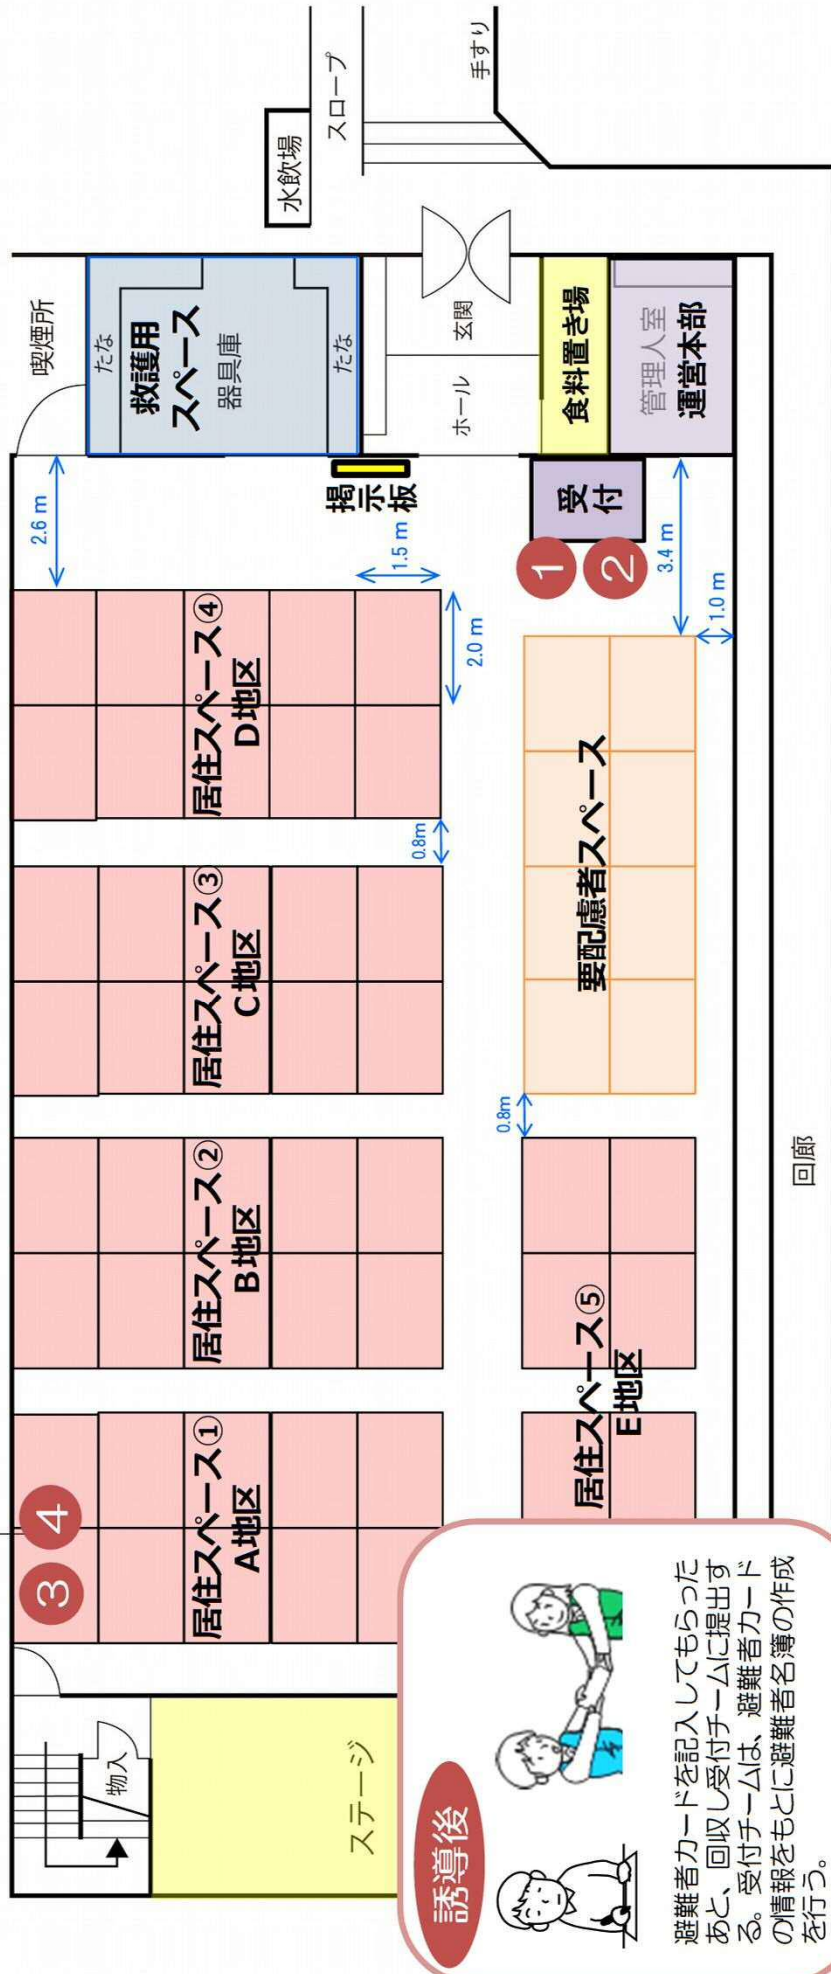 喫煙所
水飲場
スロープ
手すり
たな
救護用
スペース
器具庫
たな
玄関
ホール
食料置き場
管理人室
運営本部
掲示板
受付
①
②
2.6 m
1.5 m
2.0 m
3.4 m
1.0 m
0.8m
0.8m
居住スペース④
D地区
居住スペース③
C地区
居住スペース②
B地区
居住スペース①
A地区
③
④
要配慮者スペース
居住スペース⑤
E地区
回廊
物入
ステージ
誘導後
避難者カードを記入してもらった
あと、回収し受付チームに提出す
る。受付チームは、避難者カード
の情報をもとに避難者名簿の作成
を行う。